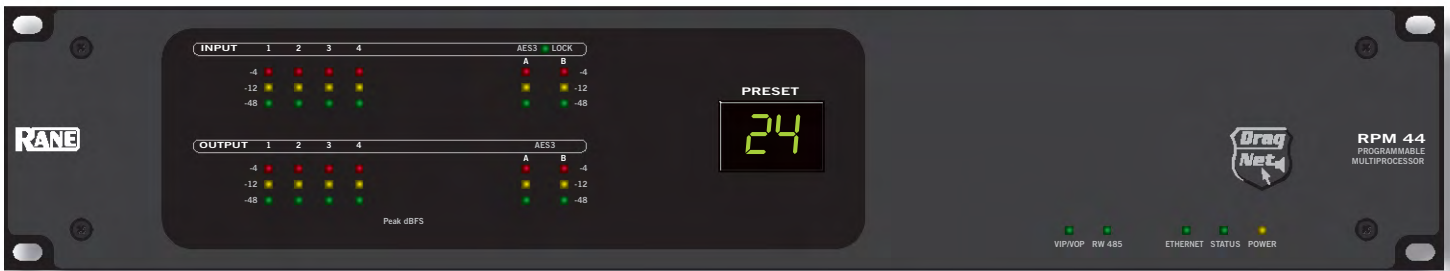 INPUT 1 2 3 4 AES3 LOCK
A B
-4 -4
-12 -12
-48 -48
PRESET
24
RANE
OUTPUT 1 2 3 4 AES3
A B
-4 -4
-12 -12
-48 -48
Peak dBFS
Drag
Net
RPM 44
PROGRAMMABLE
MULTIPROCESSOR
VIP/VOP RW 485 ETHERNET STATUS POWER